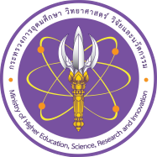 กระทรวงการอุดมศึกษา วิทยาศาสตร์ วิจัยและนวัตกรรม
Ministry of Higher Education, Science, Research and Innovation